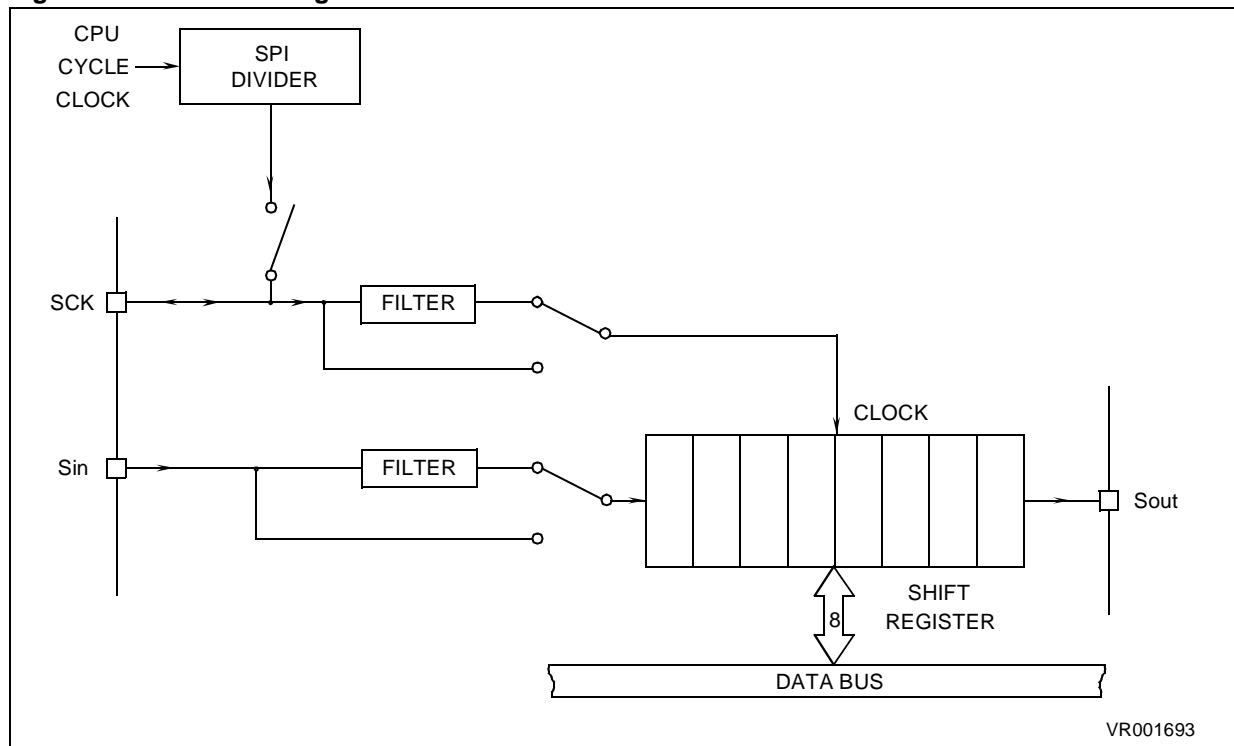 CPU
CYCLE
CLOCK
SPI
DIVIDER
SCK
FILTER
CLOCK
Sin
FILTER
Sout
SHIFT
REGISTER
8
DATA BUS
VR001693